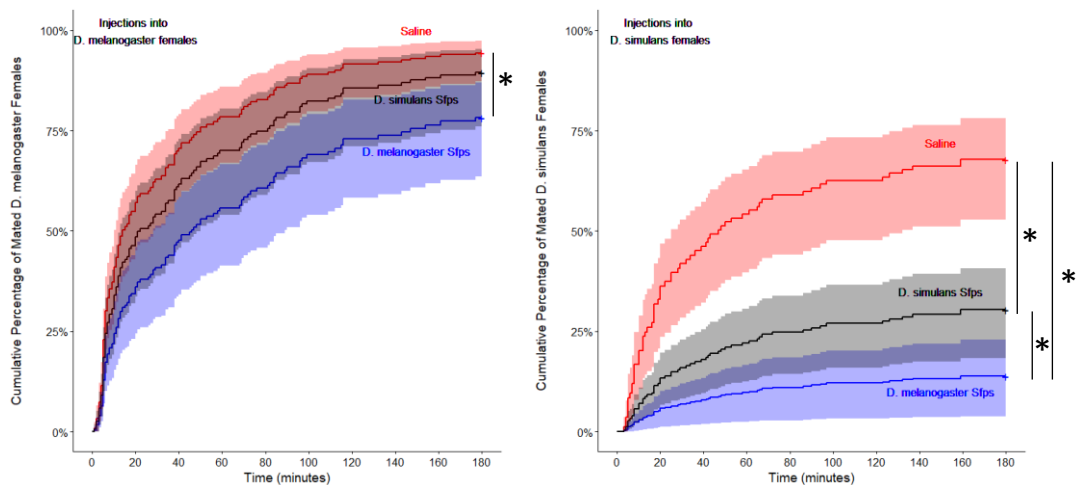 Injections into
D. melanogaster females
Saline
D. simulans Sfps
D. melanogaster Sfps
*
100%
75%
50%
25%
0%
Cumulative Percentage of Mated D. melanogaster Females
0 20 40 60 80 100 120 140 160 180
Time (minutes)
Injections into
D. simulans females
Saline
D. simulans Sfps
D. melanogaster Sfps
*
*
*
100%
75%
50%
25%
0%
Cumulative Percentage of Mated D. simulans Females
0 20 40 60 80 100 120 140 160 180
Time (minutes)